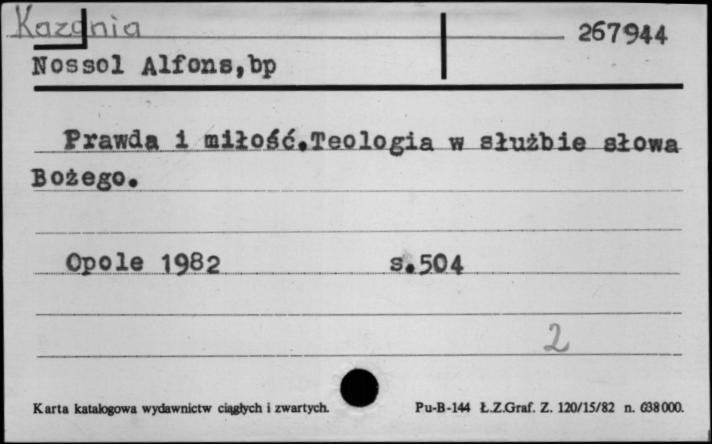 Kazania
267944
Nossol Alfons,bp
Prawda i miłość.Teologia w służbie słowa
Bożego.
Opole 1982 s.504
2
Karta katalogowa wydawnictw ciągłych i zwartych. Pu-B-144 Ł.Z.Graf. Z. 120/15/82 n. 638000.